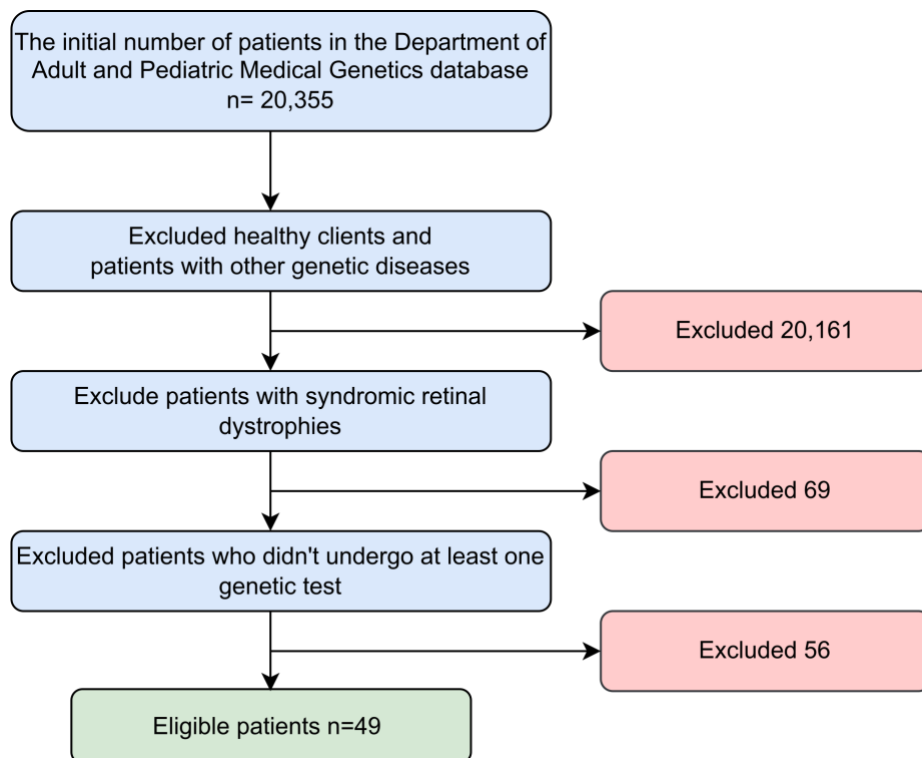 The initial number of patients in the Department of
Adult and Pediatric Medical Genetics database
n= 20,355
Excluded healthy clients and
patients with other genetic diseases
Excluded 20,161
Exclude patients with syndromic retinal
dystrophies
Excluded 69
Excluded patients who didn't undergo at least one
genetic test
Excluded 56
Eligible patients n=49